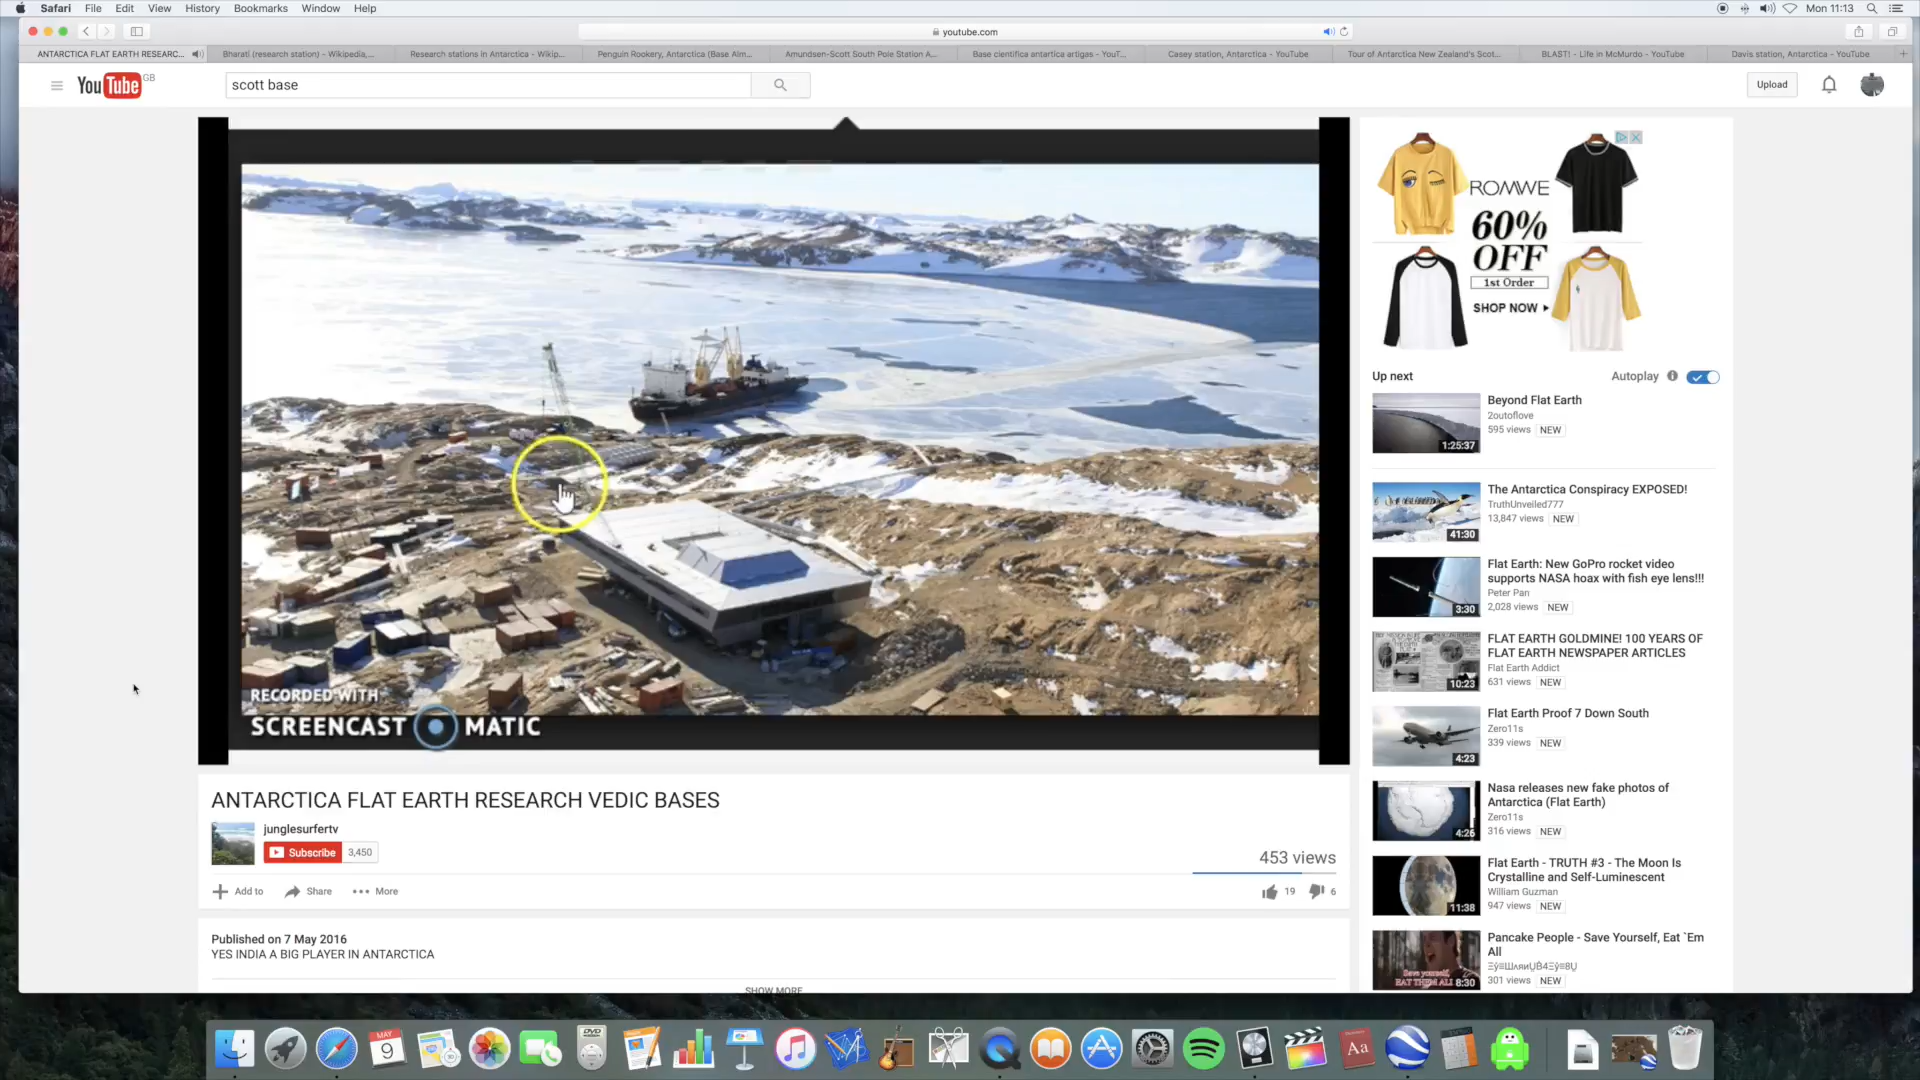 Safari File Edit View History Bookmarks Window Help
Mon 11:13
youtube.com
ANTARCTICA FLAT EARTH RESEARC...
Bharati (research station) - Wikipedia,...
Research stations in Antarctica - Wikip...
Penguin Rookery, Antarctica (Base Alm...
Amundsen-Scott South Pole Station A...
Base cientifica antartica artigas - YouT...
Casey station, Antarctica - YouTube
Tour of Antarctica New Zealand's Scot...
BLAST! - Life in McMurdo - YouTube
Davis station, Antarctica - YouTube
YouTube GB
scott base
Upload
RECORDED WITH
SCREENCAST MATIC
ROMWE
60%
OFF
1st Order
SHOP NOW
Up next
Autoplay
Beyond Flat Earth
2outoflove
595 views NEW
1:25:37
The Antarctica Conspiracy EXPOSED!
TruthUnveiled777
13,847 views NEW
41:30
Flat Earth: New GoPro rocket video
supports NASA hoax with fish eye lens!!!
Peter Pan
2,028 views NEW
3:30
FLAT EARTH GOLDMINE! 100 YEARS OF
FLAT EARTH NEWSPAPER ARTICLES
Flat Earth Addict
631 views NEW
10:23
Flat Earth Proof 7 Down South
Zero11s
339 views NEW
4:23
Nasa releases new fake photos of
Antarctica (Flat Earth)
Zero11s
316 views NEW
4:26
Flat Earth - TRUTH #3 - The Moon Is
Crystalline and Self-Luminescent
William Guzman
947 views NEW
11:38
Pancake People - Save Yourself, Eat `Em
All
301 views NEW
Save yourself,
EAT THEM ALL! 8:30
ANTARCTICA FLAT EARTH RESEARCH VEDIC BASES
junglesurfertv
Subscribe 3,450
453 views
Add to Share More
19 6
Published on 7 May 2016
YES INDIA A BIG PLAYER IN ANTARCTICA
SHOW MORE
MAY
9
DVD
Aa